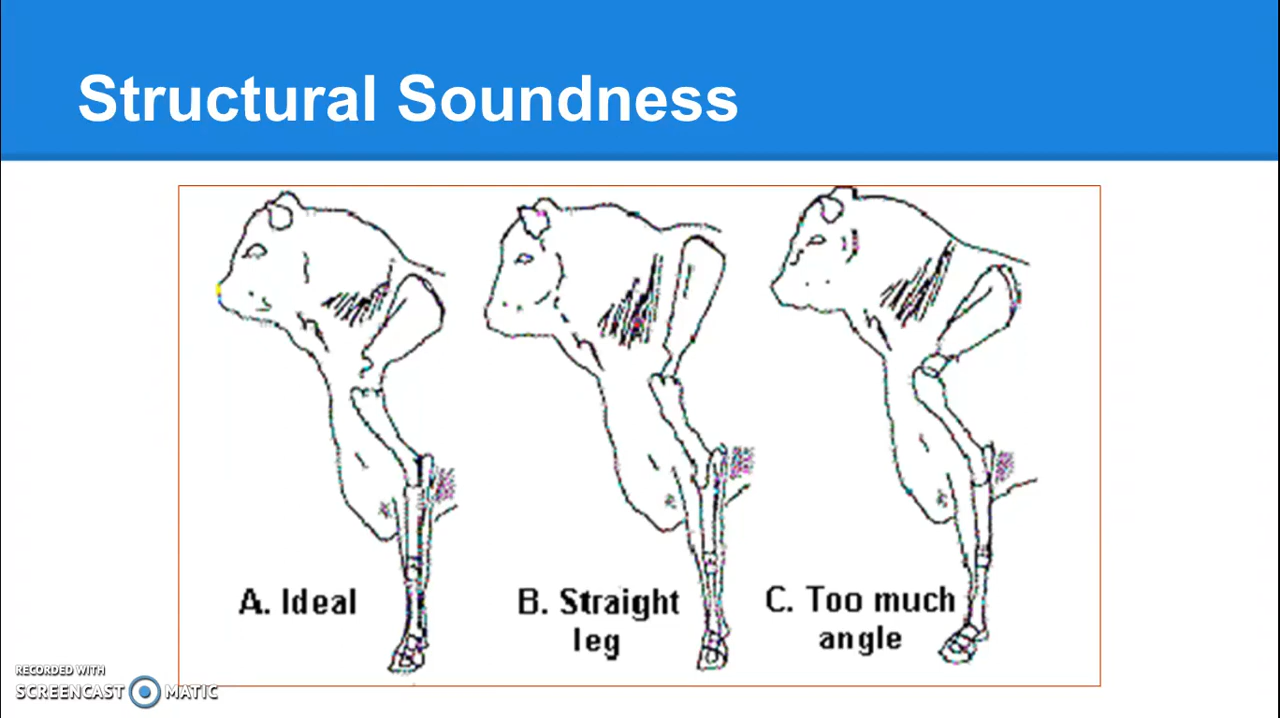 Structural Soundness
A. Ideal
B. Straight
leg
C. Too much
angle
RECORDED WITH
SCREENCAST MATIC